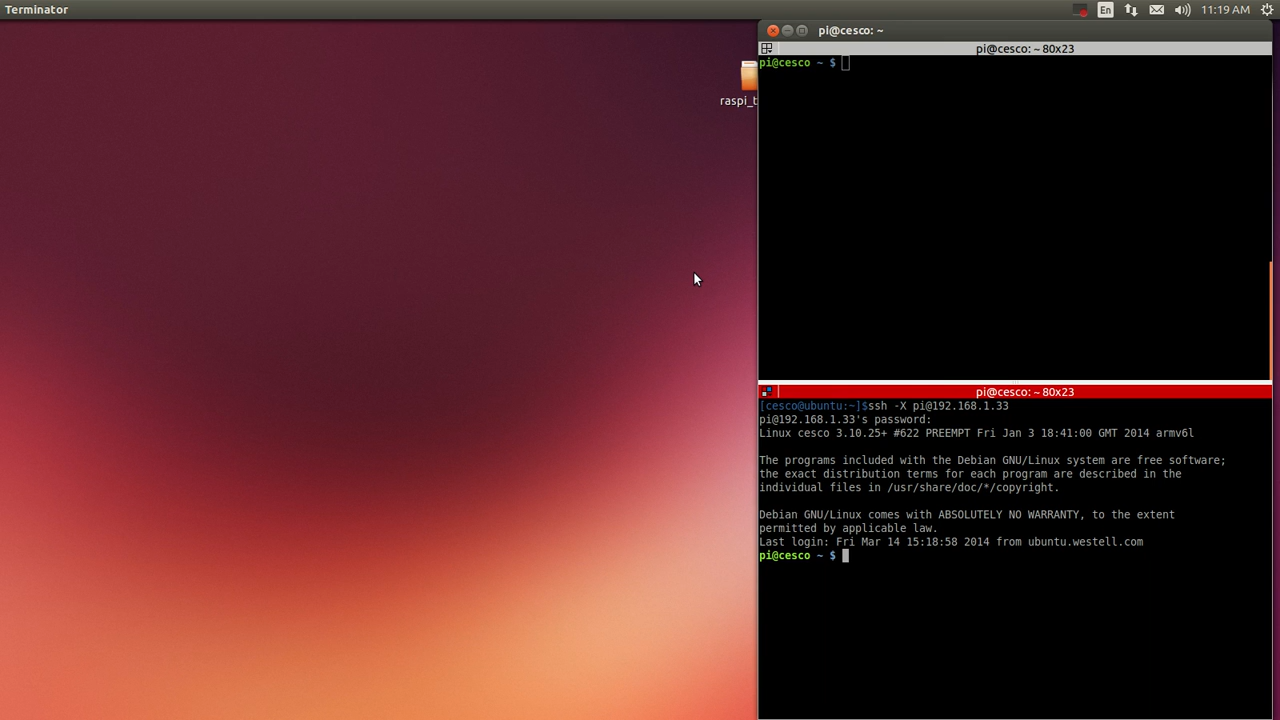 Terminator
En
11:19 AM
pi@cesco: ~
pi@cesco: ~ 80x23
pi@cesco ~ $
raspi_t
pi@cesco: ~ 80x23
[cesco@ubuntu:~]$ssh -X pi@192.168.1.33
pi@192.168.1.33's password:
Linux cesco 3.10.25+ #622 PREEMPT Fri Jan 3 18:41:00 GMT 2014 armv6l
The programs included with the Debian GNU/Linux system are free software;
the exact distribution terms for each program are described in the
individual files in /usr/share/doc/*/copyright.
Debian GNU/Linux comes with ABSOLUTELY NO WARRANTY, to the extent
permitted by applicable law.
Last login: Fri Mar 14 15:18:58 2014 from ubuntu.westell.com
pi@cesco ~ $